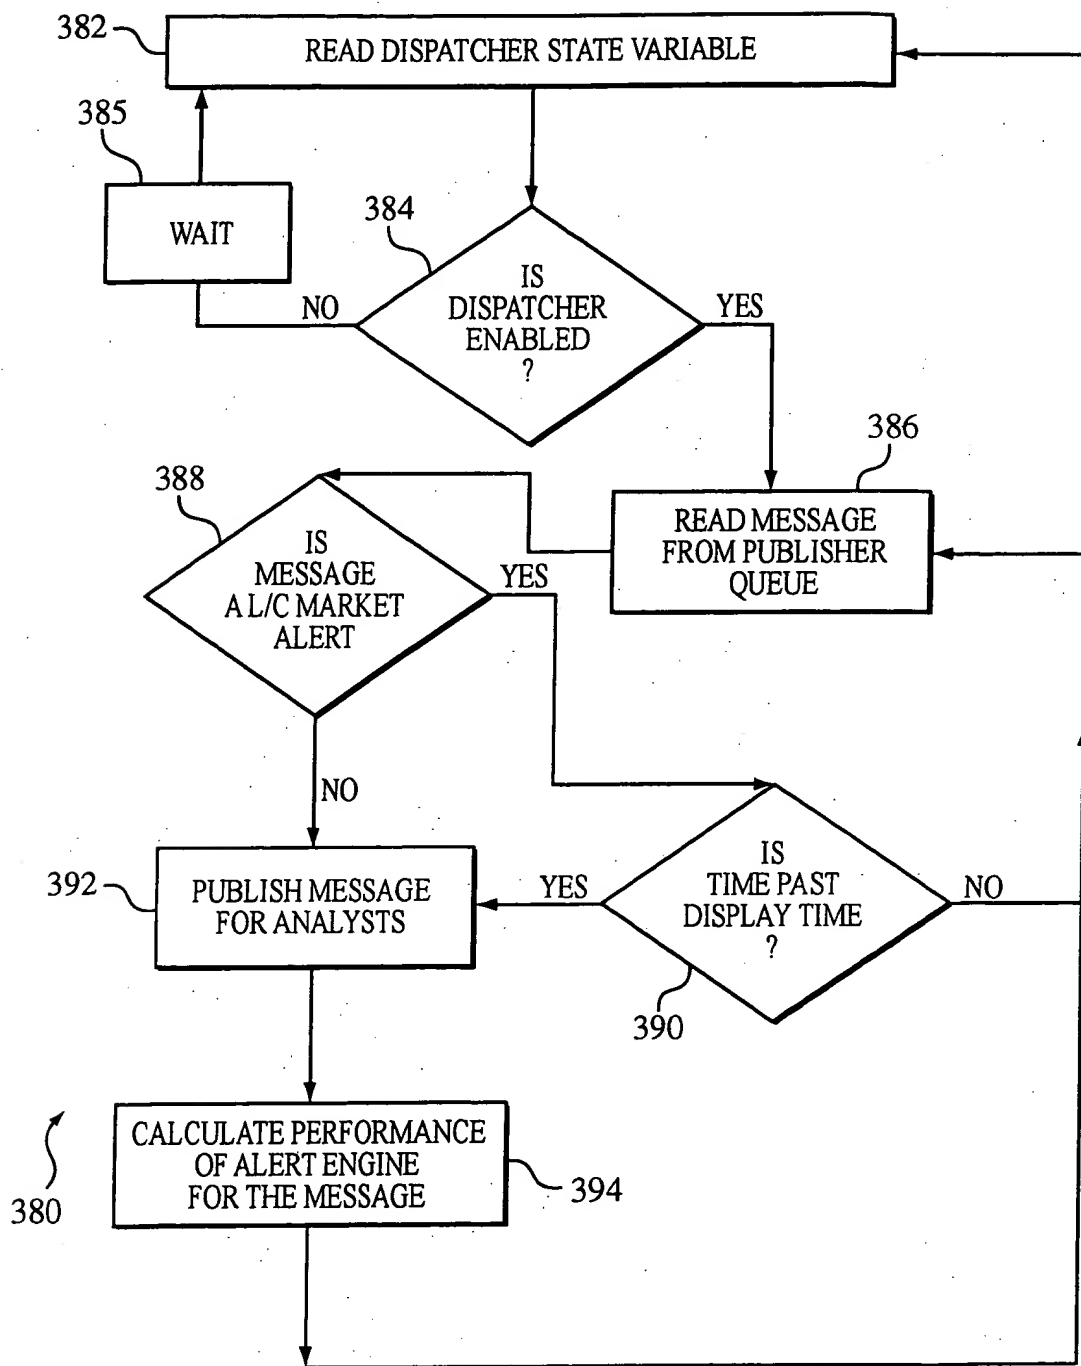 382
READ DISPATCHER STATE VARIABLE
385
WAIT
384
IS
DISPATCHER
ENABLED
?
NO
YES
386
READ MESSAGE
FROM PUBLISHER
QUEUE
388
IS
MESSAGE
A L/C MARKET
ALERT
YES
NO
392
PUBLISH MESSAGE
FOR ANALYSTS
YES
IS
TIME PAST
DISPLAY TIME
?
NO
390
380
CALCULATE PERFORMANCE
OF ALERT ENGINE
FOR THE MESSAGE
394